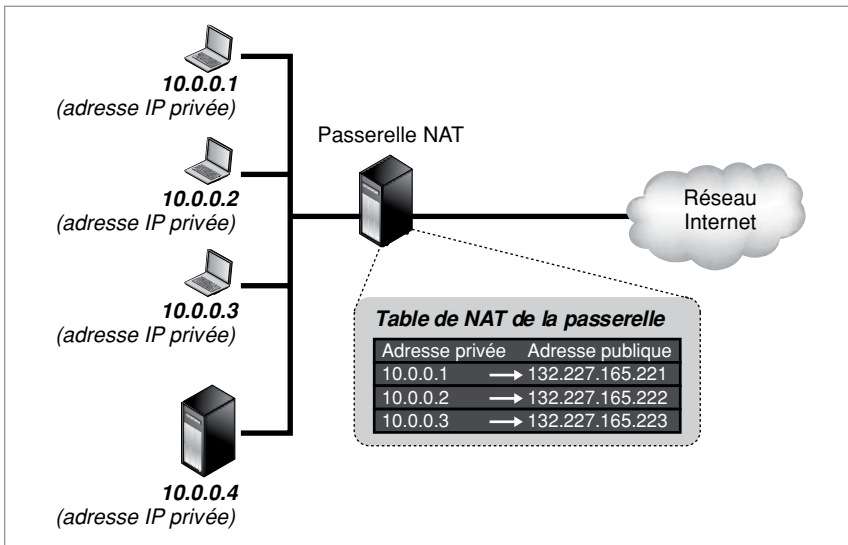 10.0.0.1
(adresse IP privée)
10.0.0.2
(adresse IP privée)
10.0.0.3
(adresse IP privée)
10.0.0.4
(adresse IP privée)
Passerelle NAT
Réseau
Internet
Table de NAT de la passerelle
Adresse privée Adresse publique
10.0.0.1 → 132.227.165.221
10.0.0.2 → 132.227.165.222
10.0.0.3 → 132.227.165.223